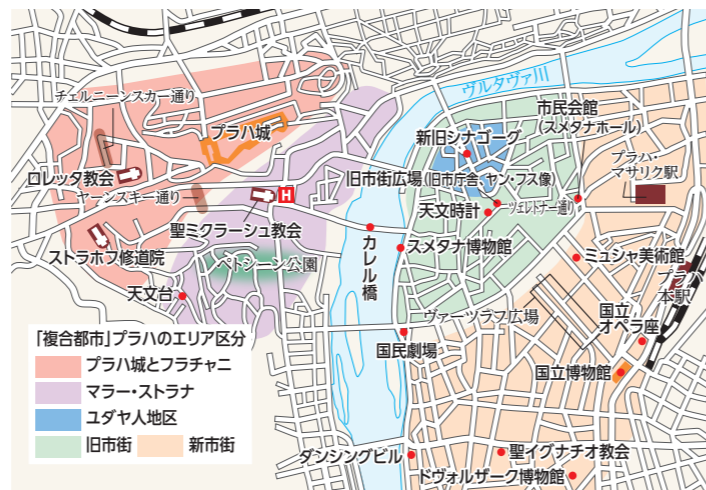 ヴルタヴァ川
チェルニーンスカー通り
プラハ城
市民会館
(スメタナホール)
新旧シナゴーグ
プラハ・
マサリク駅
ロレッタ教会
ヤーンスキー通り
旧市街広場(旧市庁舎、ヤン・フス像)
天文時計
ツェレトナー通り
H
聖ミクラーシュ教会
カレル橋
スメタナ博物館
ミュシャ美術館
ストラホフ修道院
ペトシーン公園
プラハ
本駅
天文台
ヴァーツラフ広場
国立
オペラ座
国民劇場
国立博物館
「複合都市」プラハのエリア区分
プラハ城とフラチャニ
マラー・ストラナ
ユダヤ人地区
旧市街
新市街
ダンシングビル
聖イグナチオ教会
ドヴォルザーク博物館